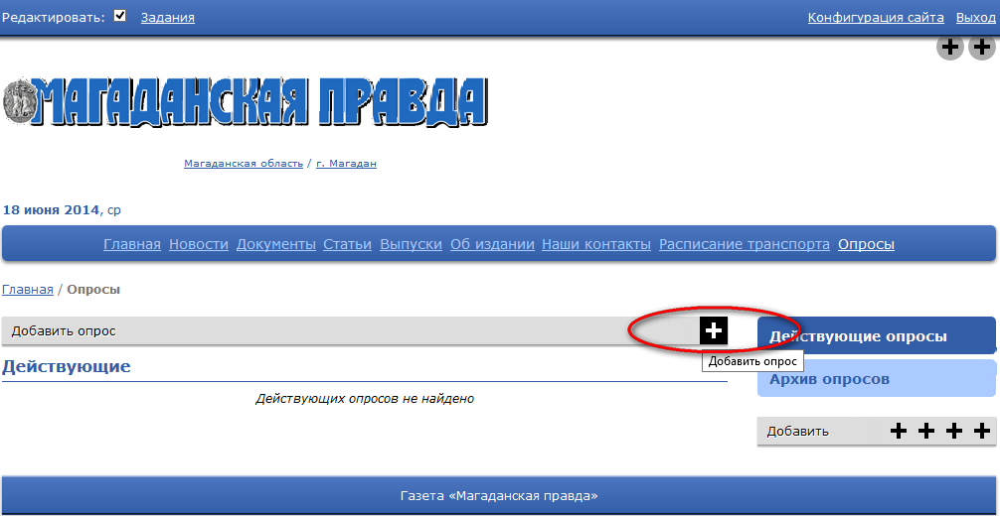 Редактировать: Задания Конфигурация сайта Выход
МАГАДАНСКАЯ ПРАВДА
Магаданская область / г. Магадан
18 июня 2014, ср
Главная Новости Документы Статьи Выпуски Об издании Наши контакты Расписание транспорта Опросы
Главная / Опросы
Добавить опрос
Добавить опрос
Действующие
Действующих опросов не найдено
Действующие опросы
Архив опросов
Добавить
Газета «Магаданская правда»